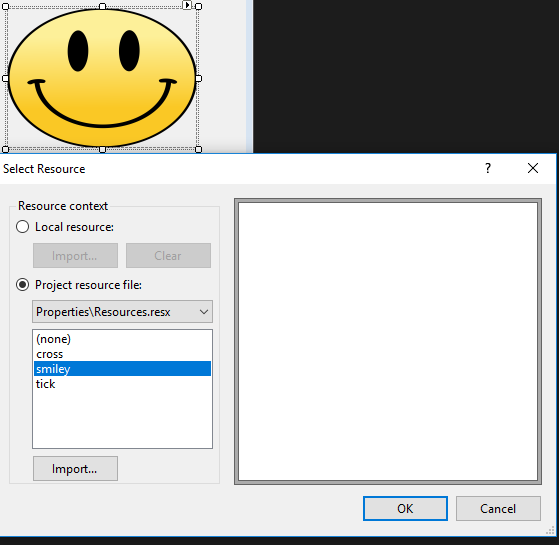 Select Resource
Resource context
Local resource:
Import... Clear
Project resource file:
Properties\Resources.resx
(none)
cross
smiley
tick
Import...
OK Cancel